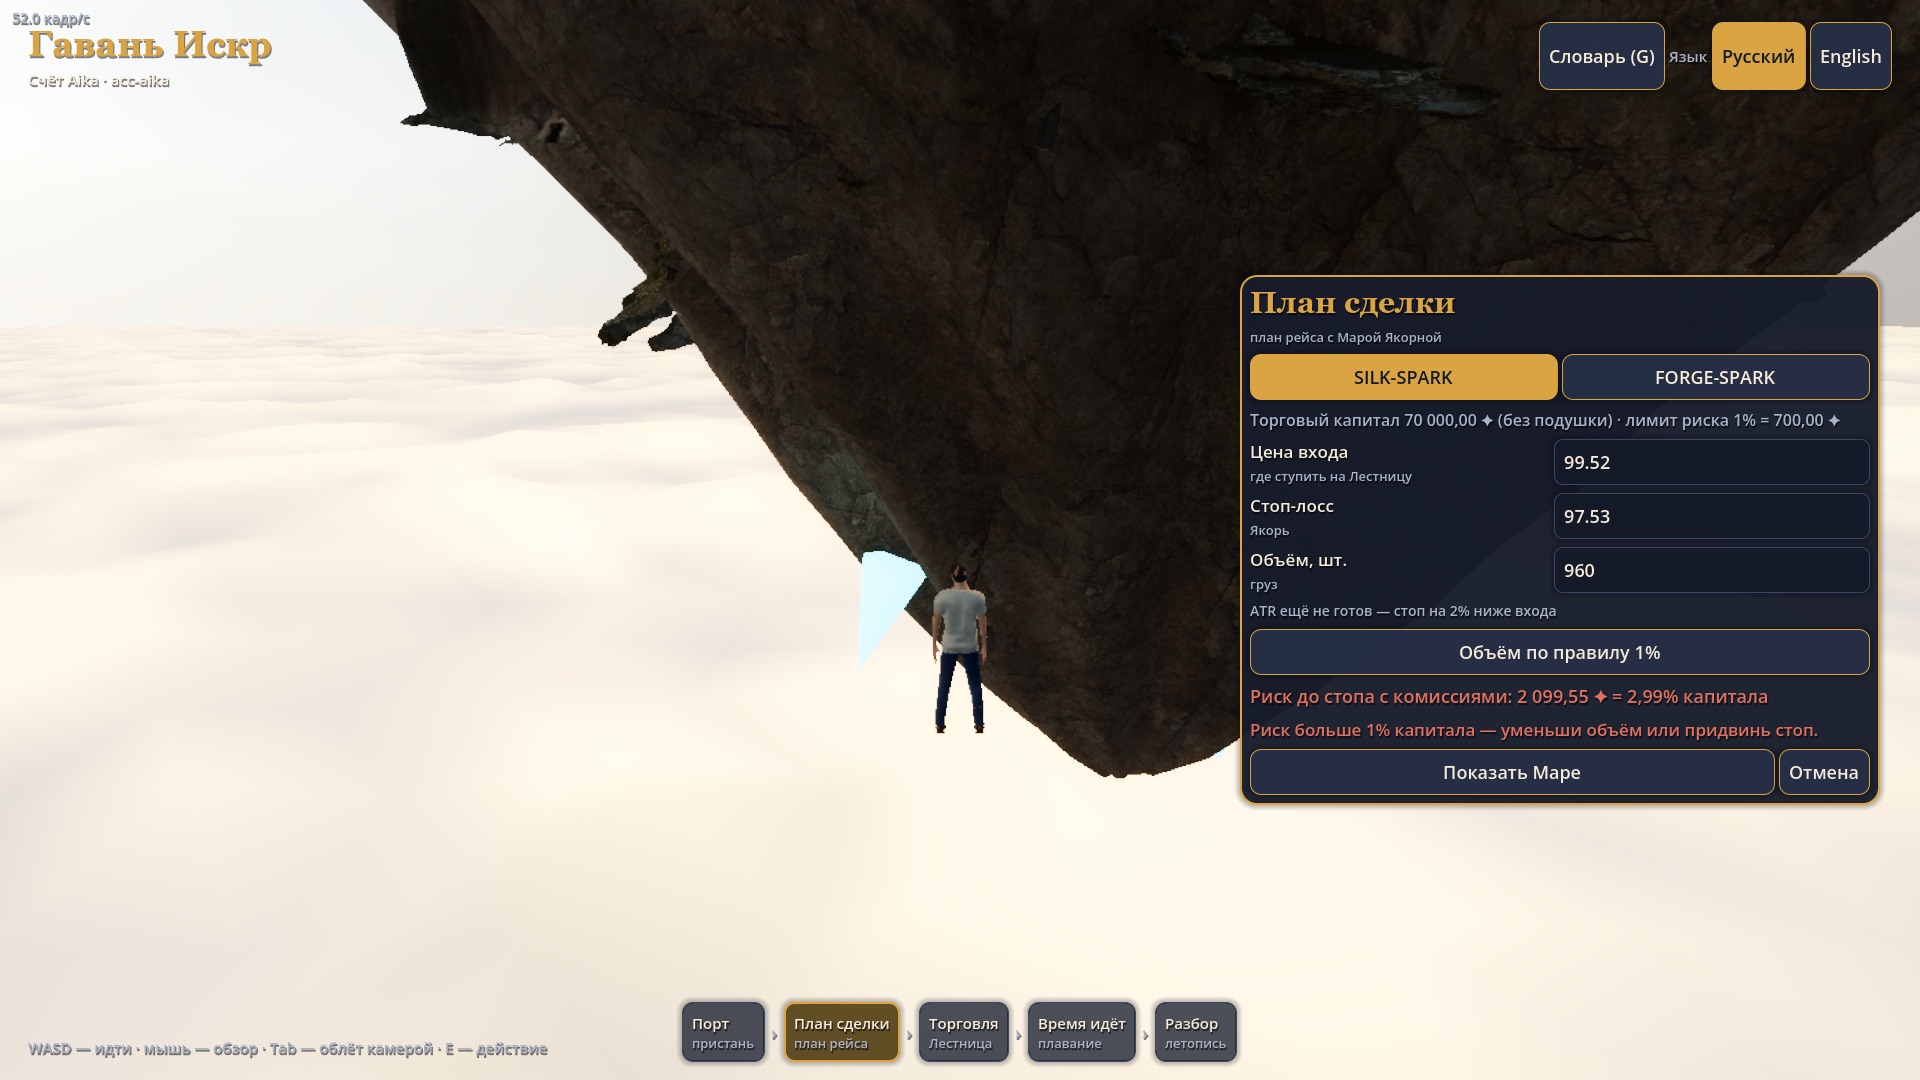 52.0 кадр/с
Гавань Искр
Счёт Aika · acc-aika
Словарь (G)
Язык
Русский
English
План сделки
план рейса с Марой Якорной
SILK-SPARK
FORGE-SPARK
Торговый капитал 70 000,00 ✦ (без подушки) · лимит риска 1% = 700,00 ✦
Цена входа
где ступить на Лестницу
99.52
Стоп-лосс
Якорь
97.53
Объём, шт.
груз
960
ATR ещё не готов — стоп на 2% ниже входа
Объём по правилу 1%
Риск до стопа с комиссиями: 2 099,55 ✦ = 2,99% капитала
Риск больше 1% капитала — уменьши объём или придвинь стоп.
Показать Маре
Отмена
Порт
пристань
›
План сделки
план рейса
›
Торговля
Лестница
›
Время идёт
плавание
›
Разбор
летопись
WASD — идти · мышь — обзор · Tab — облёт камерой · E — действие